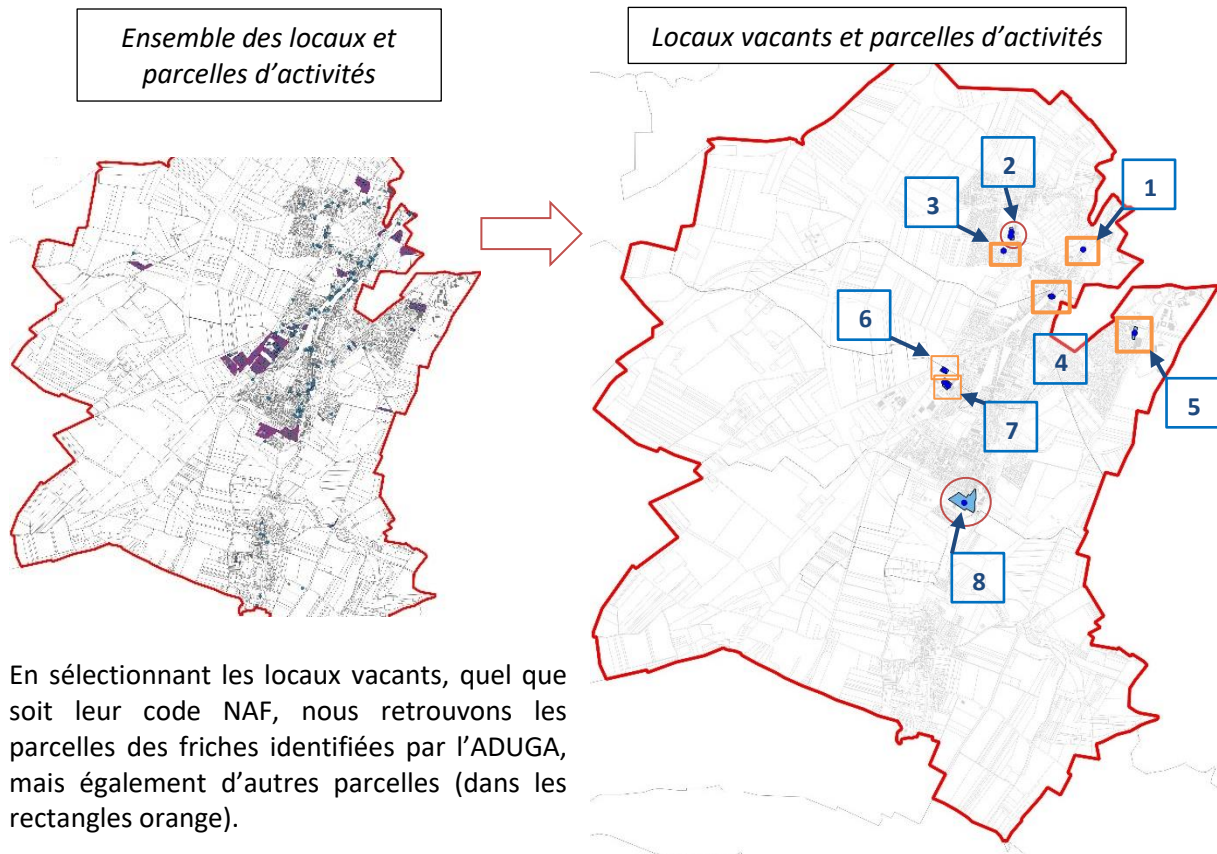 Ensemble des locaux et
parcelles d’activités
Locaux vacants et parcelles d’activités
2
1
3
6
4
5
7
8
En sélectionnant les locaux vacants, quel que
soit leur code NAF, nous retrouvons les
parcelles des friches identifiées par l’ADUGA,
mais également d’autres parcelles (dans les
rectangles orange).